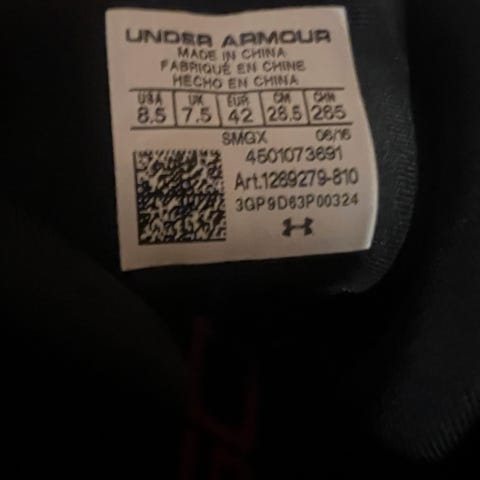 UNDER ARMOUR
MADE IN CHINA
FABRIQUÉ EN CHINE
HECHO EN CHINA
USA UK EUR CM CHN
8.5 7.5 42 26.5 265
SMGX 06/16
4501073691
Art.1269279-810
3GP9D63P00324